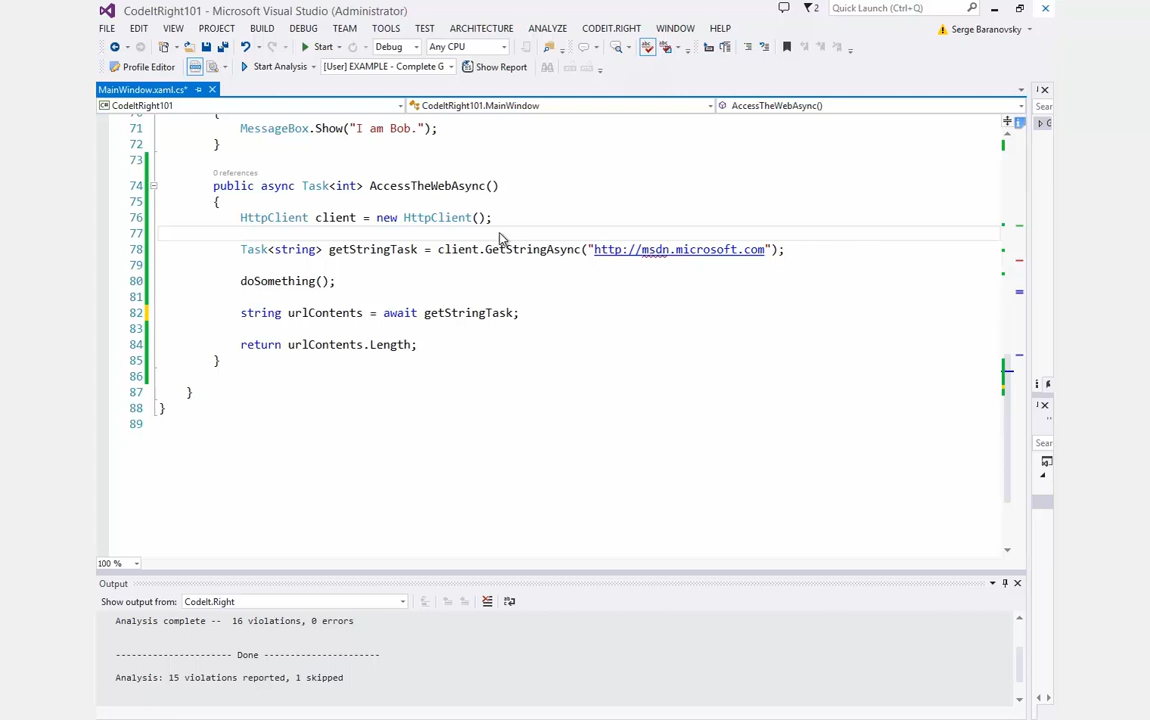 CodeItRight101 - Microsoft Visual Studio (Administrator)
2
Quick Launch (Ctrl+Q)
FILE EDIT VIEW PROJECT BUILD DEBUG TEAM TOOLS TEST ARCHITECTURE ANALYZE CODEIT.RIGHT WINDOW HELP
Serge Baranovsky
Start
Debug
Any CPU
Profile Editor
Start Analysis
[User] EXAMPLE - Complete G
Show Report
MainWindow.xaml.cs*
CodeItRight101
CodeItRight101.MainWindow
AccessTheWebAsync()
Sear
{
71 MessageBox.Show("I am Bob.");
72 }
73
0 references
74 public async Task<int> AccessTheWebAsync()
75 {
76 HttpClient client = new HttpClient();
77
78 Task<string> getStringTask = client.GetStringAsync("http://msdn.microsoft.com");
79
80 doSomething();
81
82 string urlContents = await getStringTask;
83
84 return urlContents.Length;
85 }
86
87 }
88 }
89
Sear
100 %
Output
Show output from: CodeIt.Right
Analysis complete -- 16 violations, 0 errors
--------------------- Done ---------------------
Analysis: 15 violations reported, 1 skipped